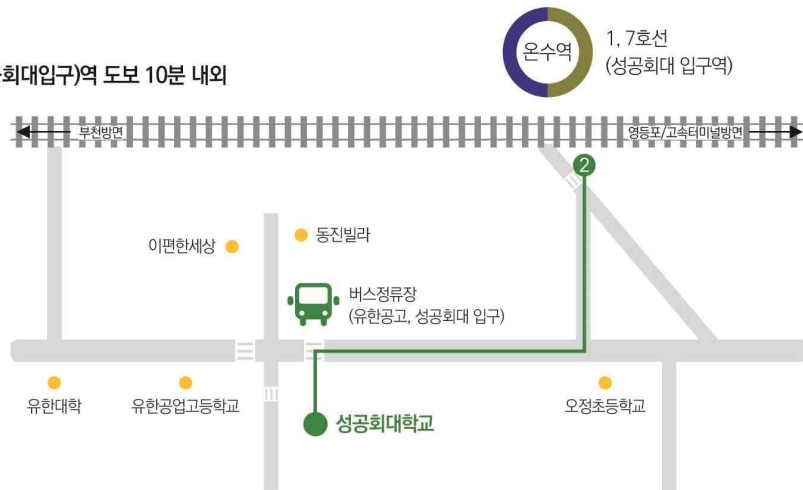 온수역
1, 7호선
(성공회대 입구역)
회대입구)역 도보 10분 내외
부천방면
영등포/고속터미널방면
2
이편한세상
동진빌라
버스정류장
(유한공고, 성공회대 입구)
유한대학
유한공업고등학교
오정초등학교
성공회대학교